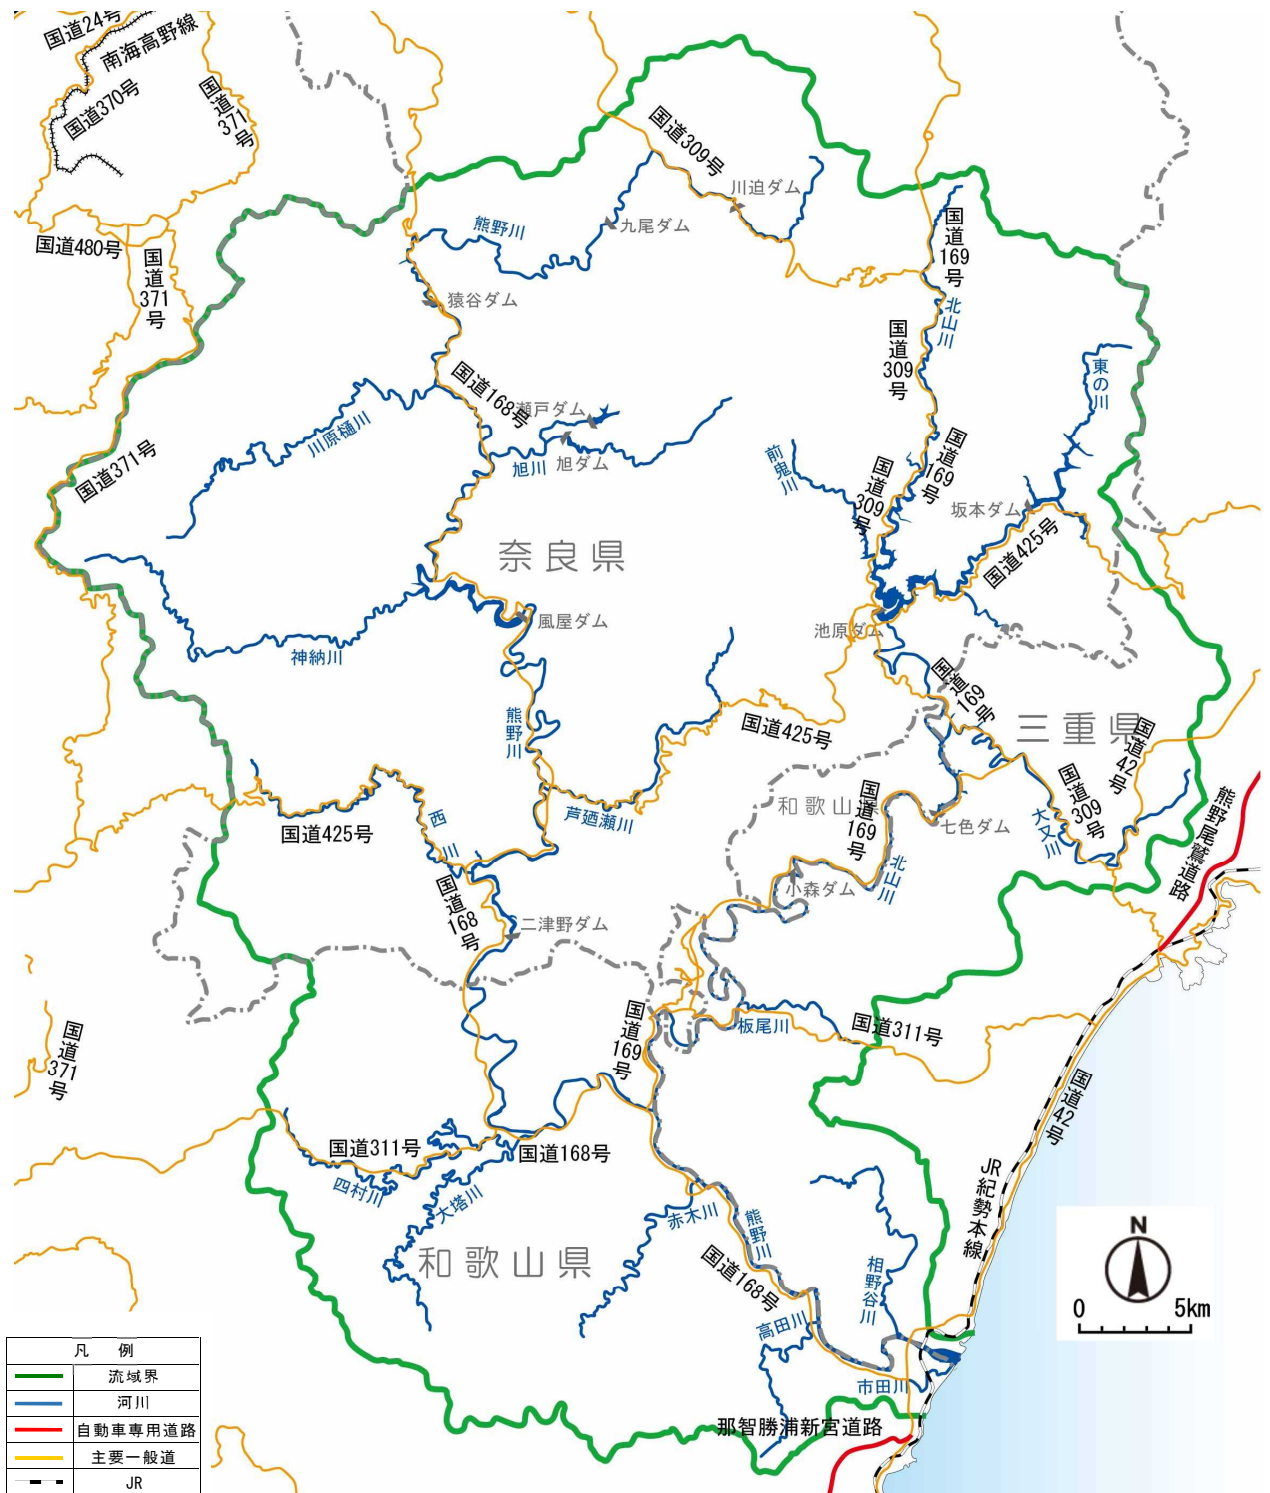 国道24号
南海高野線
国道370号
国道371号
国道309号
川迫ダム
九尾ダム
熊野川
国道169号
国道480号
国道371号
猿谷ダム
北山川
国道309号
東の川
国道168号
瀬戸ダム
川原樋川
旭川
旭ダム
国道371号
前鬼川
国道309号
国道169号
坂本ダム
国道425号
奈良県
風屋ダム
池原ダム
神納川
国道169号
熊野川
三重県
国道425号
国道42号
和歌山県
国道169号
国道309号
七色ダム
大又川
熊野尾鷲道路
国道425号
西川
芦廼瀬川
北山川
小森ダム
国道168号
二津野ダム
国道169号
板尾川
国道311号
国道371号
国道42号
国道311号
国道168号
四村川
大塔川
赤木川
熊野川
JR紀勢本線
和歌山県
国道168号
相野谷川
高田川
市田川
那智勝浦新宮道路
N
0 5km
凡 例
流域界
河川
自動車専用道路
主要一般道
JR